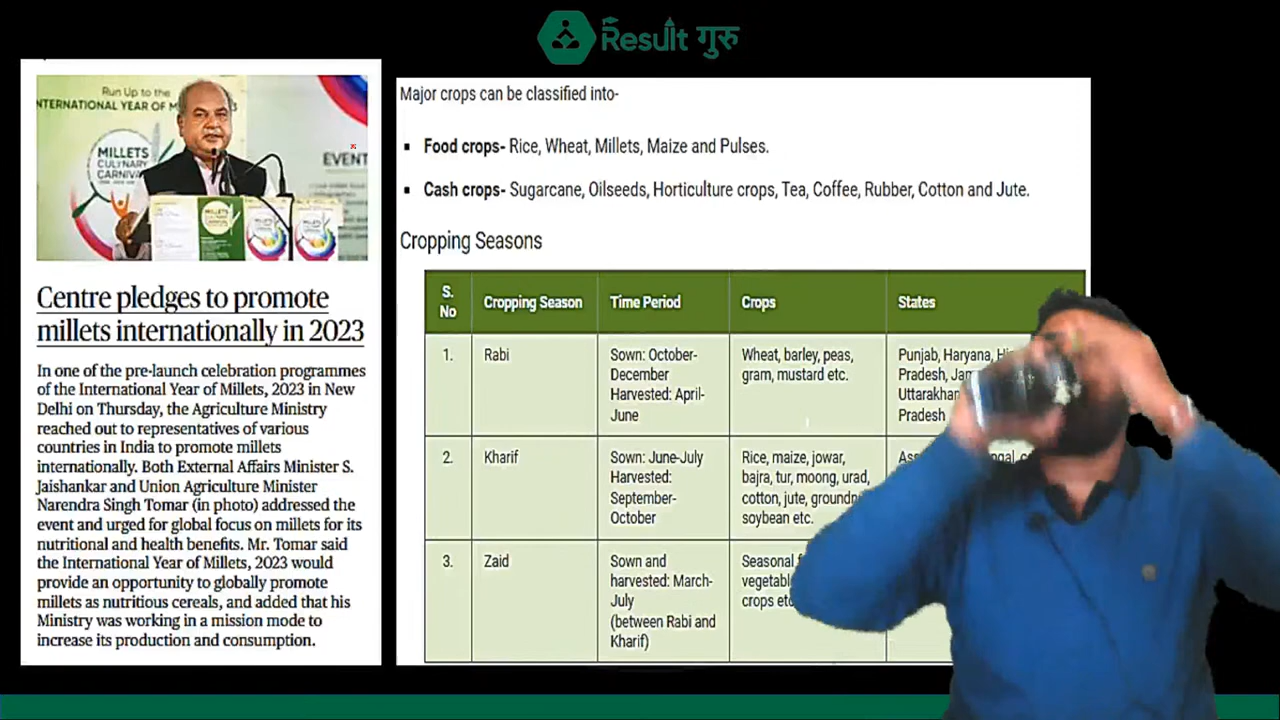 Result गुरु
Run Up to the
INTERNATIONAL YEAR OF M
MILLETS
CULINARY
CARNIVAL
EVENT
MILLETS
Centre pledges to promote
millets internationally in 2023
In one of the pre-launch celebration programmes
of the International Year of Millets, 2023 in New
Delhi on Thursday, the Agriculture Ministry
reached out to representatives of various
countries in India to promote millets
internationally. Both External Affairs Minister S.
Jaishankar and Union Agriculture Minister
Narendra Singh Tomar (in photo) addressed the
event and urged for global focus on millets for its
nutritional and health benefits. Mr. Tomar said
the International Year of Millets, 2023 would
provide an opportunity to globally promote
millets as nutritious cereals, and added that his
Ministry was working in a mission mode to
increase its production and consumption.
Major crops can be classified into-
▪ Food crops- Rice, Wheat, Millets, Maize and Pulses.
▪ Cash crops- Sugarcane, Oilseeds, Horticulture crops, Tea, Coffee, Rubber, Cotton and Jute.
Cropping Seasons
S. No Cropping Season Time Period Crops States
1. Rabi
Sown: October-
December
Harvested: April-
June
Wheat, barley, peas,
gram, mustard etc.
Punjab, Haryana,
Pradesh,
Uttarakhan
Pradesh
2. Kharif
Sown: June-July
Harvested:
September-
October
Rice, maize, jowar,
bajra, tur, moong, urad,
cotton, jute, groundn
soybean etc.
3. Zaid
Sown and
harvested: March-
July
(between Rabi and
Kharif)
Seasonal
vegetabl
crops etc